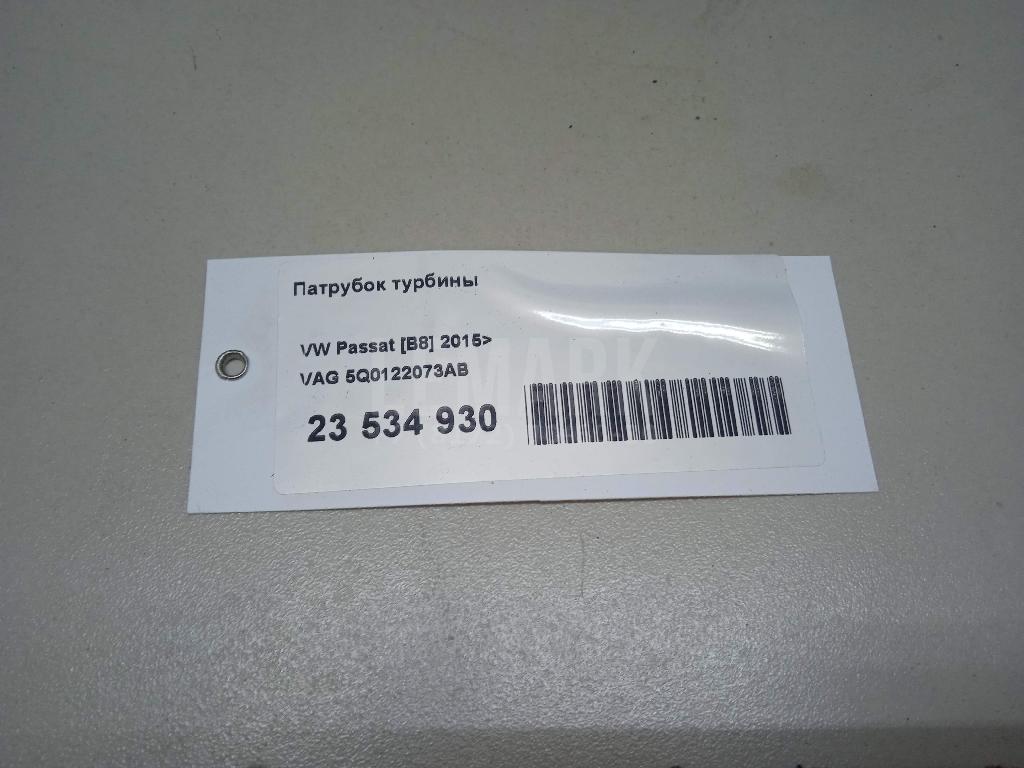 Патрубок турбины
VW Passat [B8] 2015>
VAG 5Q0122073AB
23 534 930